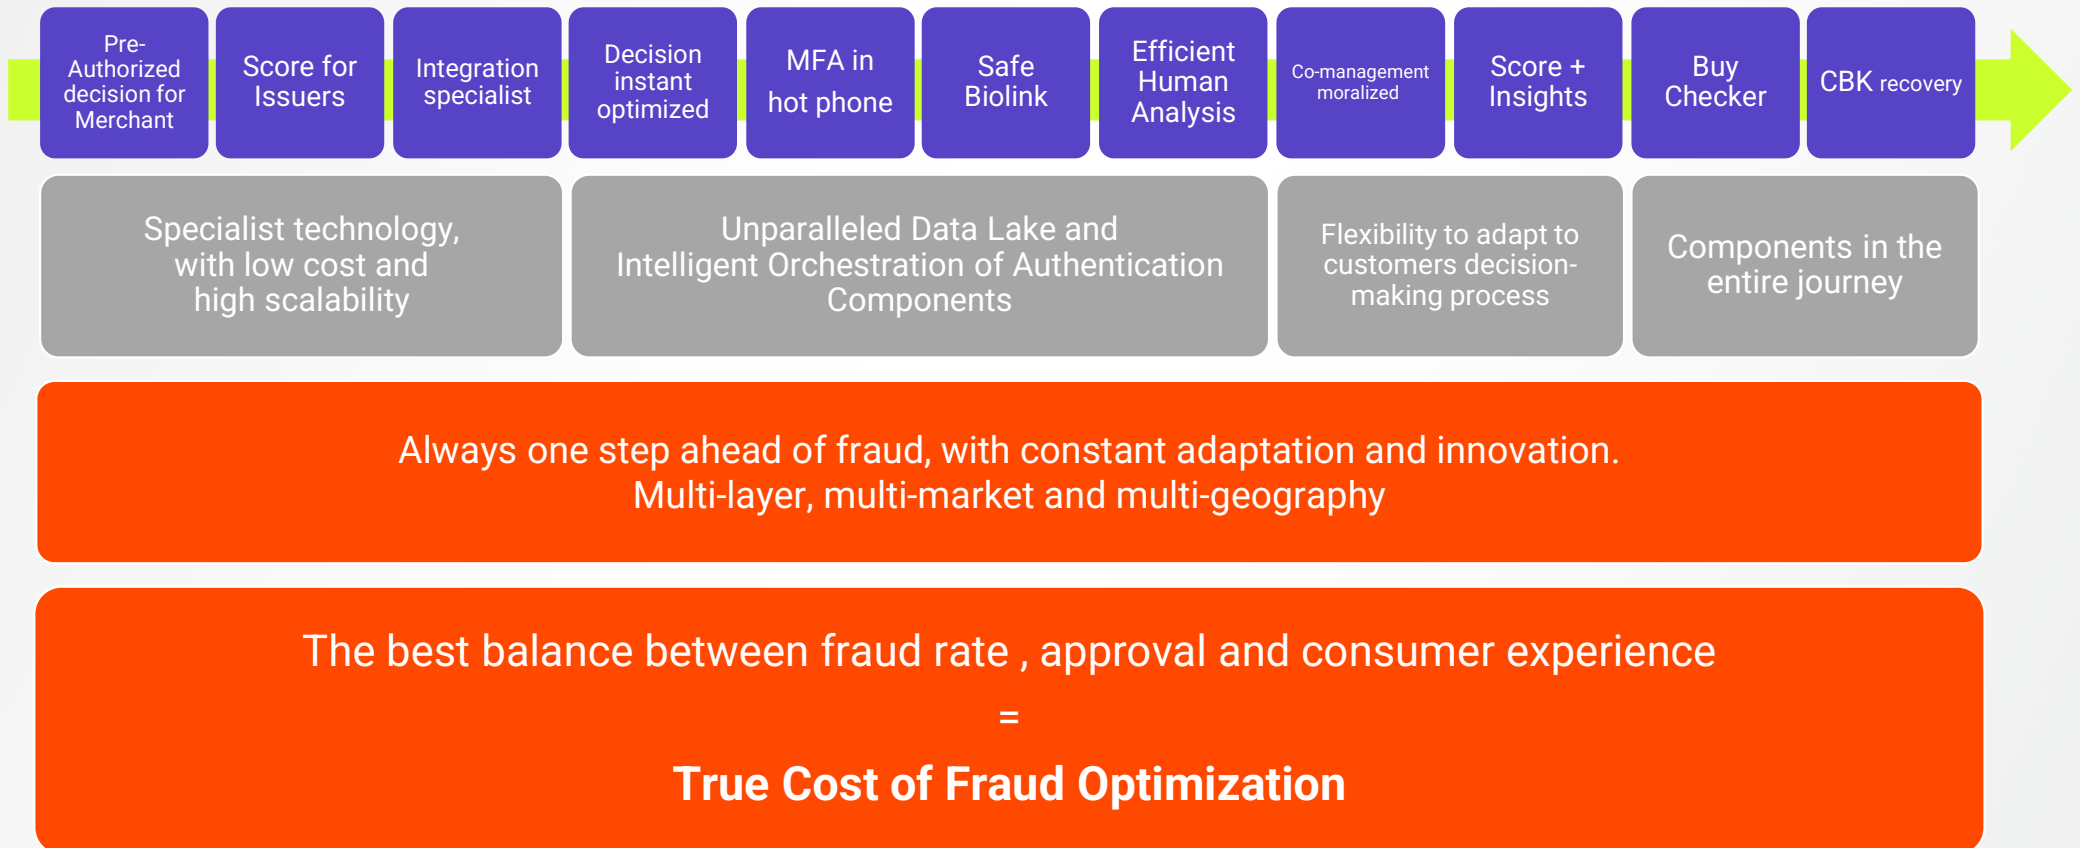 Pre-
Authorized
decision for
Merchant
Score for
Issuers
Integration
specialist
Decision
instant
optimized
MFA in
hot phone
Safe
Biolink
Efficient
Human
Analysis
Co-management
moralized
Score +
Insights
Buy
Checker
CBK recovery
Specialist technology,
with low cost and
high scalability
Unparalleled Data Lake and
Intelligent Orchestration of Authentication
Components
Flexibility to adapt to
customers decision-
making process
Components in the
entire journey
Always one step ahead of fraud, with constant adaptation and innovation.
Multi-layer, multi-market and multi-geography
The best balance between fraud rate , approval and consumer experience
=
True Cost of Fraud Optimization